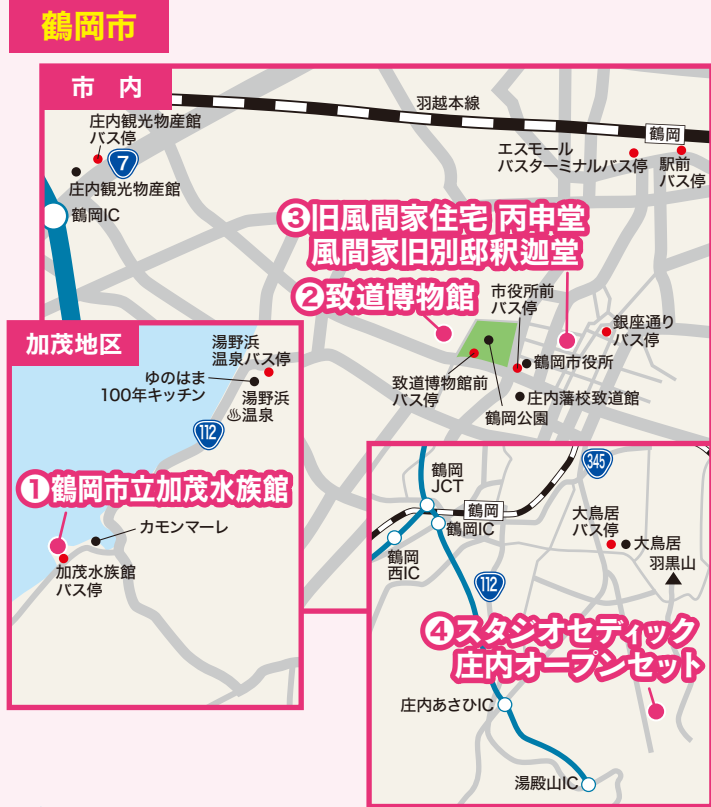 鶴岡市
市 内
羽越本線
鶴岡
庄内観光物産館
バス停
7
庄内観光物産館
鶴岡IC
エスモール
バスターミナルバス停
駅前
バス停
③旧風間家住宅 丙申堂
風間家旧別邸釈迦堂
②致道博物館
市役所前
バス停
銀座通り
バス停
鶴岡市役所
致道博物館前
バス停
庄内藩校致道館
鶴岡公園
加茂地区
湯野浜
温泉バス停
ゆのはま
100年キッチン
湯野浜
♨温泉
112
①鶴岡市立加茂水族館
カモンマーレ
加茂水族館
バス停
鶴岡
JCT
345
鶴岡
鶴岡IC
鶴岡
西IC
大鳥居
バス停
大鳥居
羽黒山
112
④スタジオセディック
庄内オープンセット
庄内あさひIC
湯殿山IC